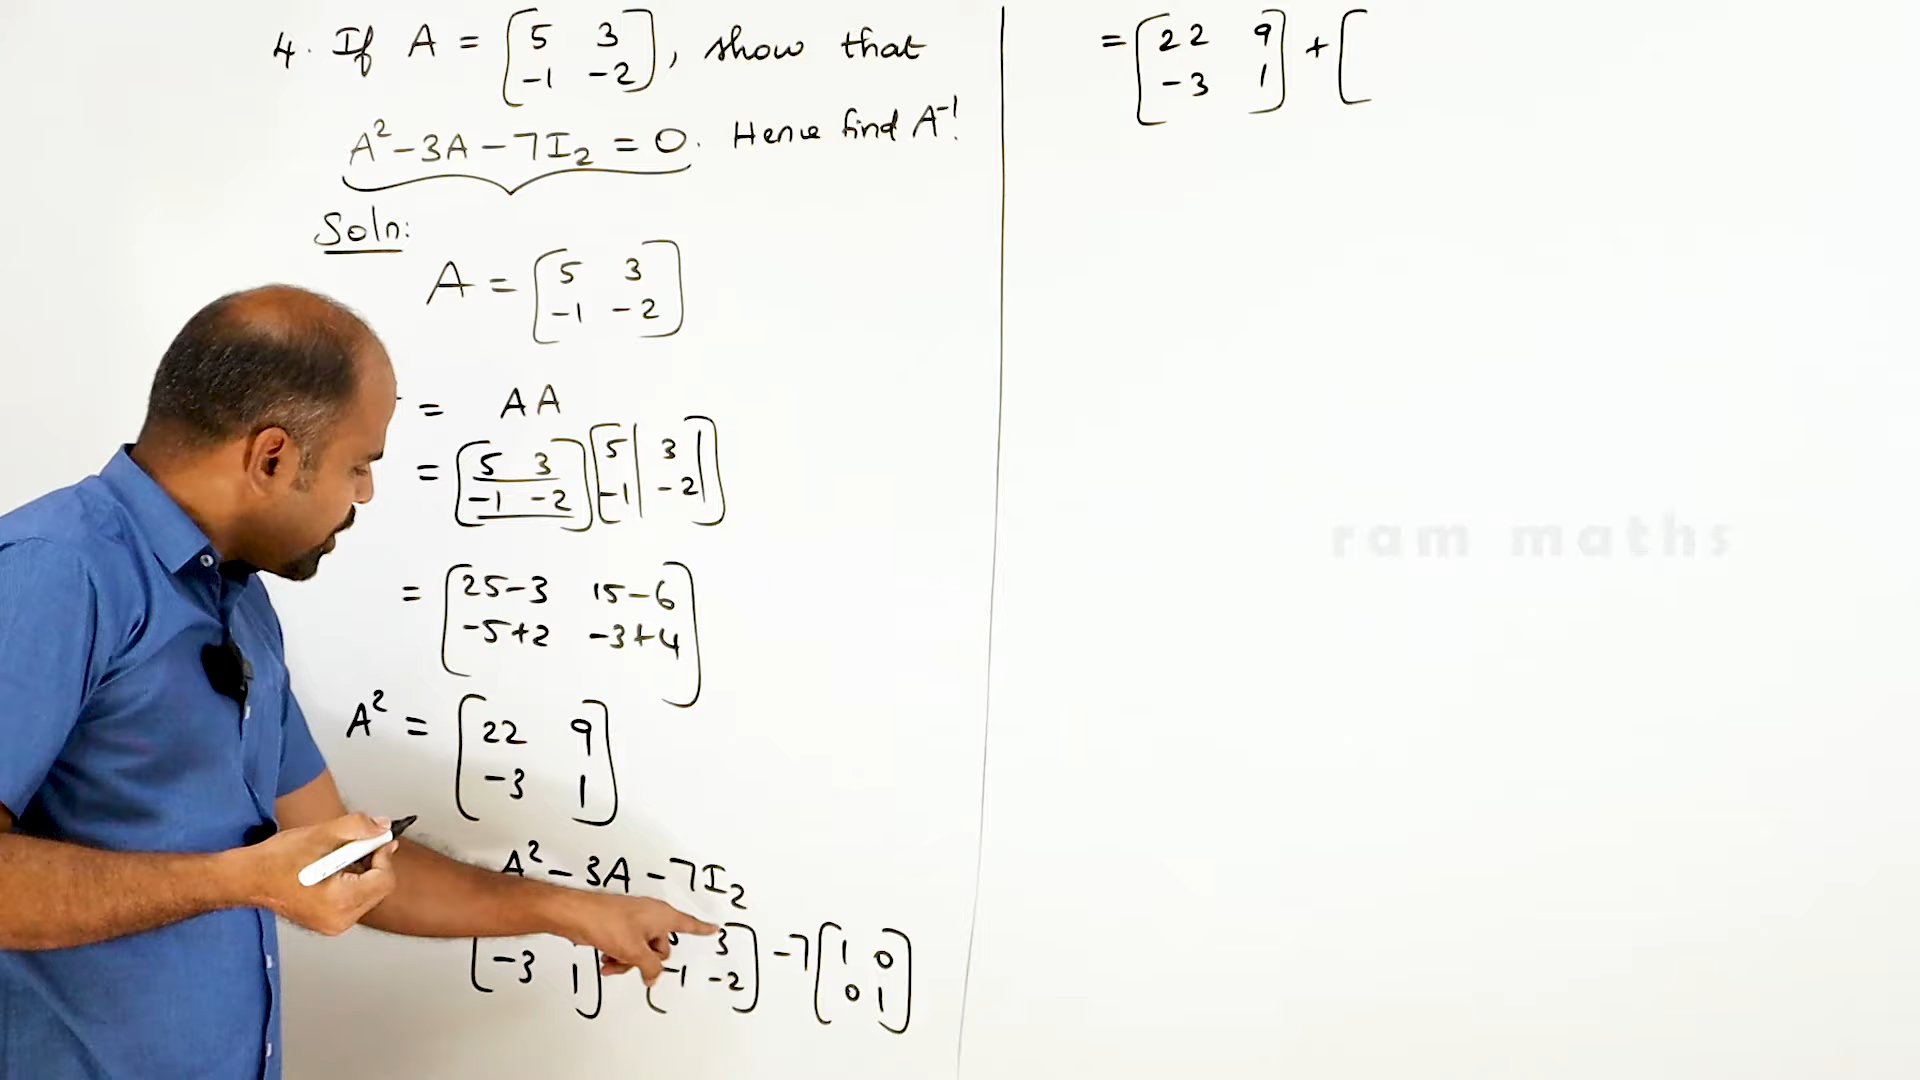 4. If A = [5 3
-1 -2], show that
A² - 3A - 7I₂ = 0. Hence find A⁻¹.
Soln:
A = [5 3
-1 -2]
= AA
= [5 3 [5 3
-1 -2] -1 -2]
= [25-3 15-6
-5+2 -3+4]
A² = [22 9
-3 1]
A² - 3A - 7I₂
3] -7 [1 0
[-3 1] -1 -2] 0 1]
= [22 9
-3 1] + [
ram maths